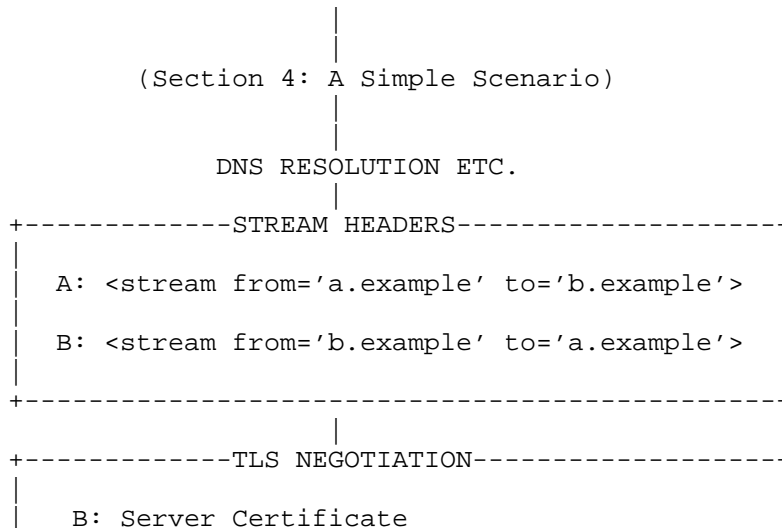 |
|
(Section 4: A Simple Scenario)
|
|
DNS RESOLUTION ETC.
|
+-------------STREAM HEADERS---------------------
|
|  A: <stream from='a.example' to='b.example'>
|
|  B: <stream from='b.example' to='a.example'>
|
+------------------------------------------------
|
+-------------TLS NEGOTIATION--------------------
|
|   B: Server Certificate